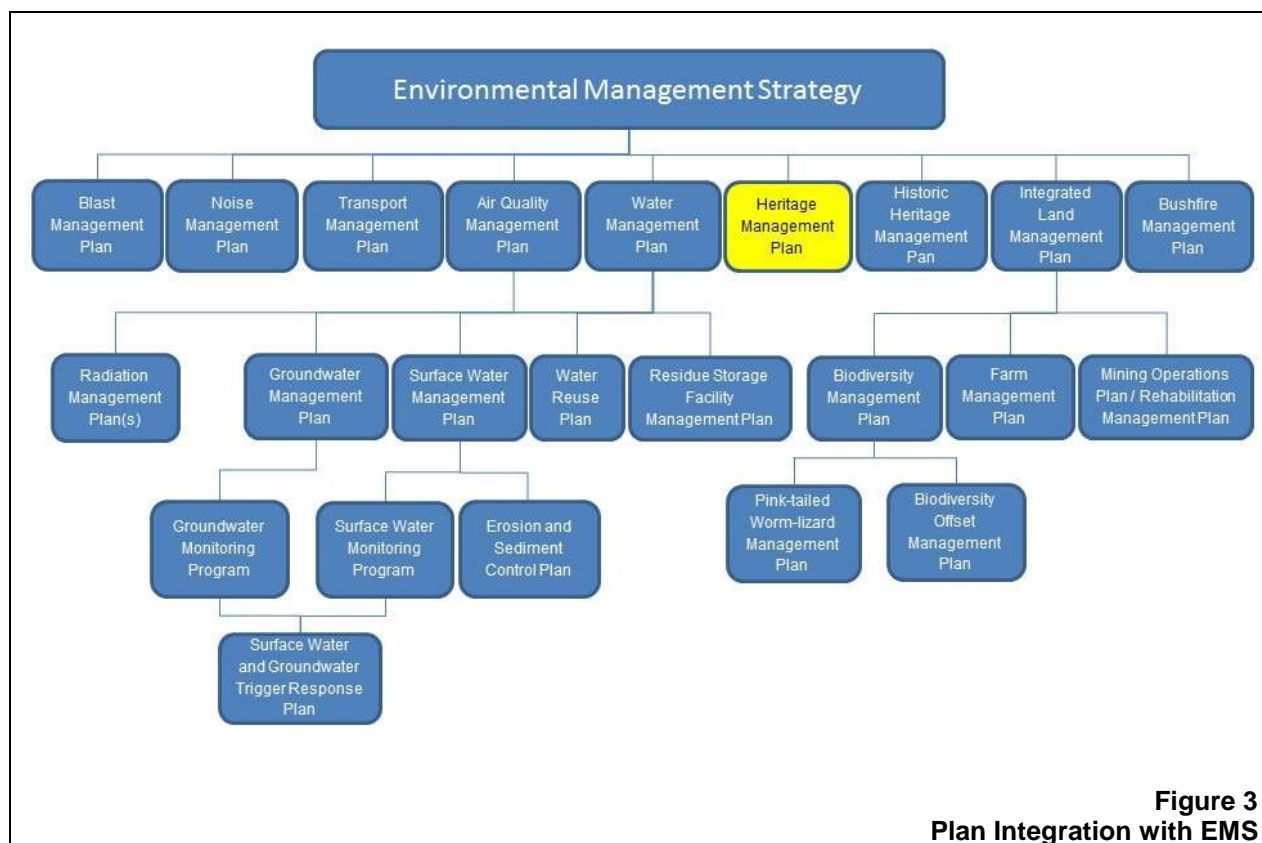 Environmental Management Strategy
Blast
Management
Plan
Noise
Management
Plan
Transport
Management
Plan
Air Quality
Management
Plan
Water
Management
Plan
Heritage
Management
Plan
Historic
Heritage
Management
Pan
Integrated
Land
Management
Plan
Bushfire
Management
Plan
Radiation
Management
Plan(s)
Groundwater
Management
Plan
Surface Water
Management
Plan
Water
Reuse
Plan
Residue Storage
Facility
Management Plan
Biodiversity
Management
Plan
Farm
Management
Plan
Mining Operations
Plan / Rehabilitation
Management Plan
Groundwater
Monitoring
Program
Surface Water
Monitoring
Program
Erosion and
Sediment
Control Plan
Pink-tailed
Worm-lizard
Management
Plan
Biodiversity
Offset
Management
Plan
Surface Water
and Groundwater
Trigger Response
Plan
Figure 3
Plan Integration with EMS